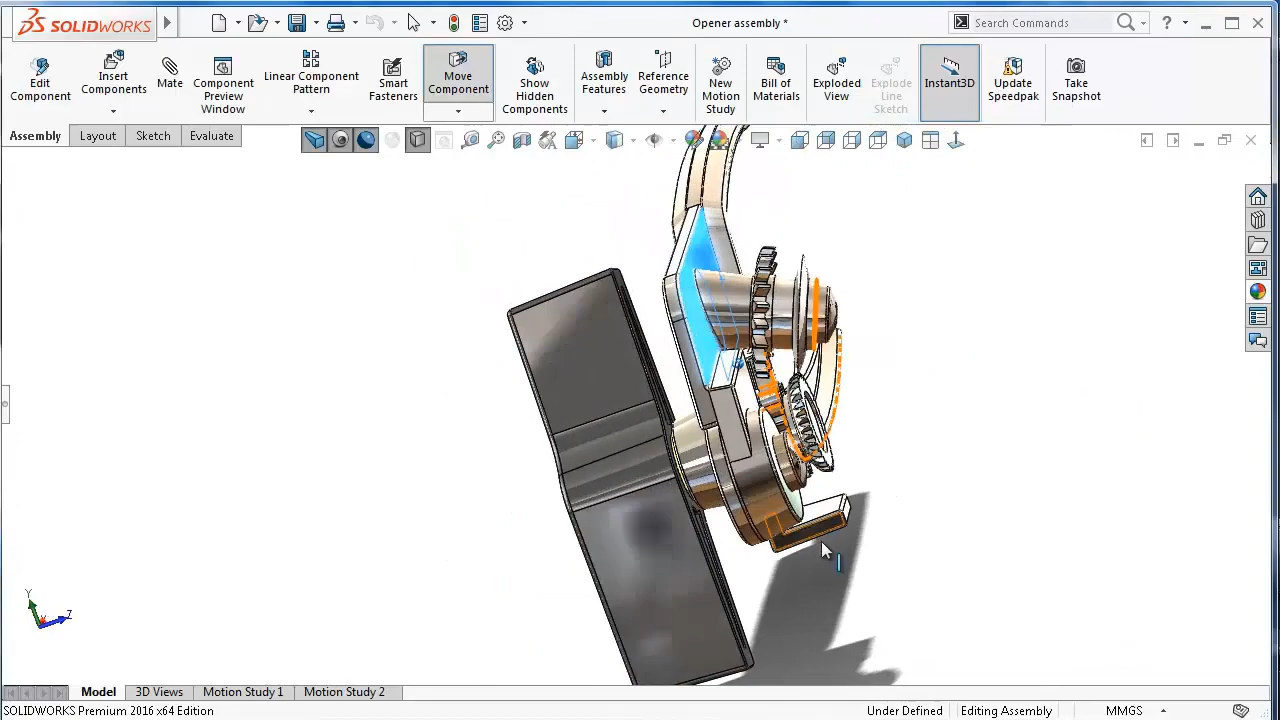 SOLIDWORKS
Opener assembly *
Search Commands
?
Edit
Component
Insert
Components
Mate
Component
Preview
Window
Linear Component
Pattern
Smart
Fasteners
Move
Component
Show
Hidden
Components
Assembly
Features
Reference
Geometry
New
Motion
Study
Bill of
Materials
Exploded
View
Explode
Line
Sketch
Instant3D
Update
Speedpak
Take
Snapshot
Assembly Layout Sketch Evaluate
Y
Z
Model 3D Views Motion Study 1 Motion Study 2
SOLIDWORKS Premium 2016 x64 Edition Under Defined Editing Assembly MMGS